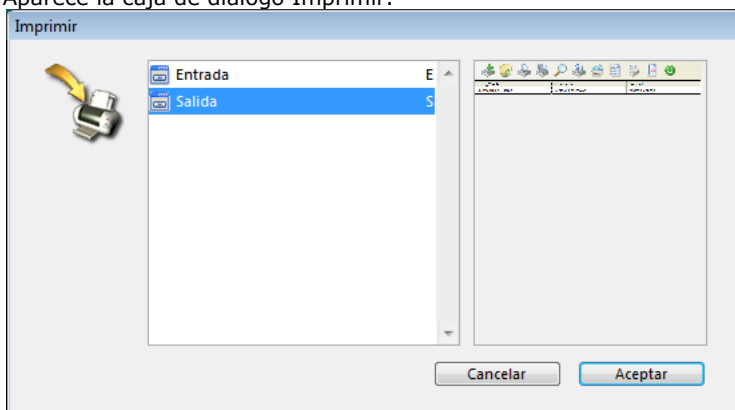 Aparece la caja de diálogo Imprimir:
Imprimir
Entrada E
Salida S
Cancelar Aceptar